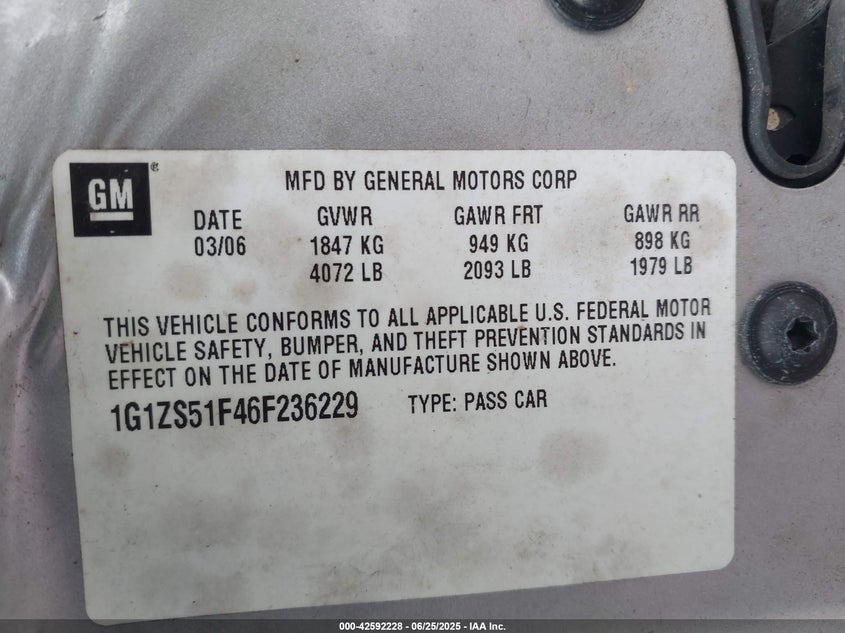 GM
®
MFD BY GENERAL MOTORS CORP
DATE GVWR GAWR FRT GAWR RR
03/06 1847 KG 949 KG 898 KG
4072 LB 2093 LB 1979 LB
THIS VEHICLE CONFORMS TO ALL APPLICABLE U.S. FEDERAL MOTOR
VEHICLE SAFETY, BUMPER, AND THEFT PREVENTION STANDARDS IN
EFFECT ON THE DATE OF MANUFACTURE SHOWN ABOVE.
1G1ZS51F46F236229 TYPE: PASS CAR
000-42592228 - 06/25/2025 - IAA Inc.